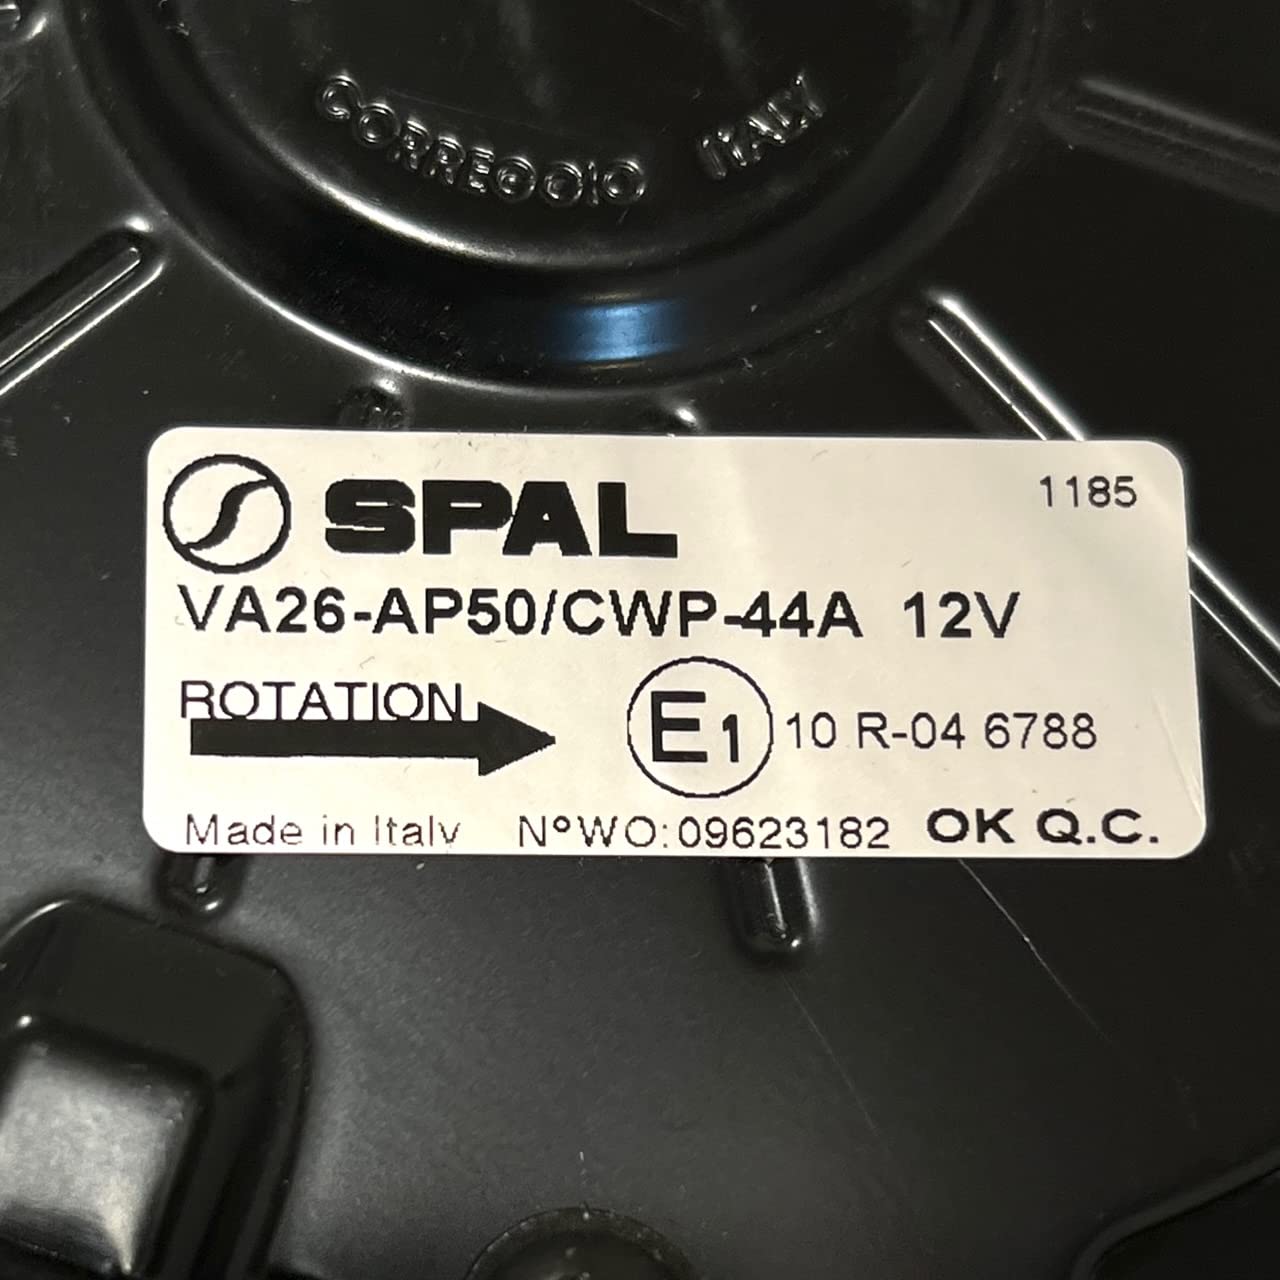 CORREGGIO ITALY
SPAL 1185
VA26-AP50/CWP-44A 12V
ROTATION
E1 10 R-04 6788
Made in Italy N°WO:09623182 OK Q.C.